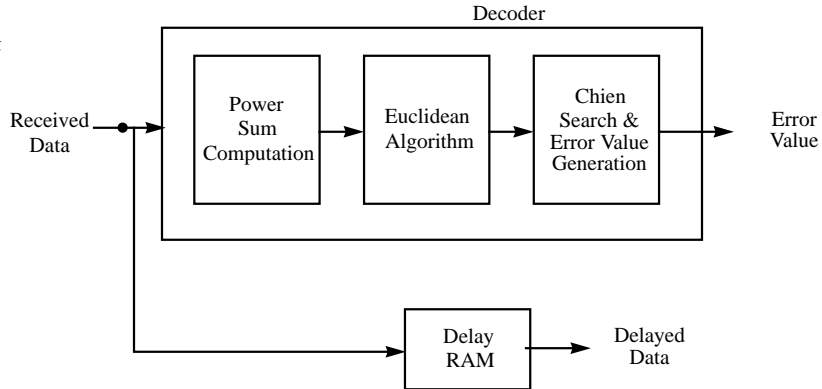 Decoder
Received
Data
Power
Sum
Computation
Euclidean
Algorithm
Chien
Search &
Error Value
Generation
Error
Value
Delay
RAM
Delayed
Data